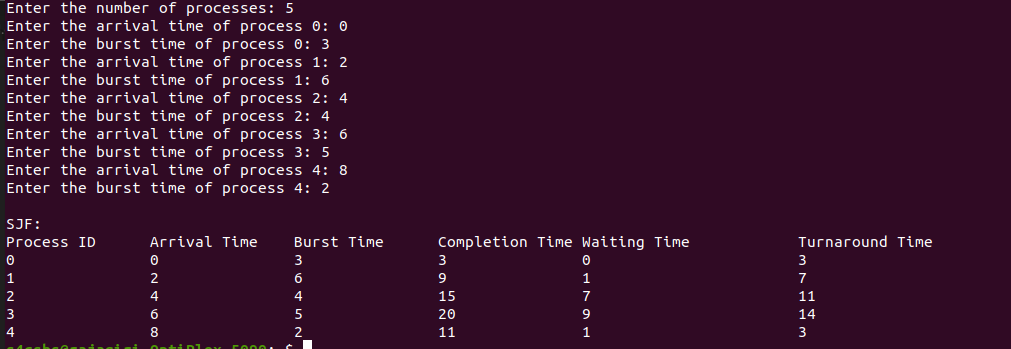 Enter the number of processes: 5
Enter the arrival time of process 0: 0
Enter the burst time of process 0: 3
Enter the arrival time of process 1: 2
Enter the burst time of process 1: 6
Enter the arrival time of process 2: 4
Enter the burst time of process 2: 4
Enter the arrival time of process 3: 6
Enter the burst time of process 3: 5
Enter the arrival time of process 4: 8
Enter the burst time of process 4: 2
SJF:
Process ID Arrival Time Burst Time Completion Time Waiting Time Turnaround Time
0 0 3 3 0 3
1 2 6 9 1 7
2 4 4 15 7 11
3 6 5 20 9 14
4 8 2 11 1 3